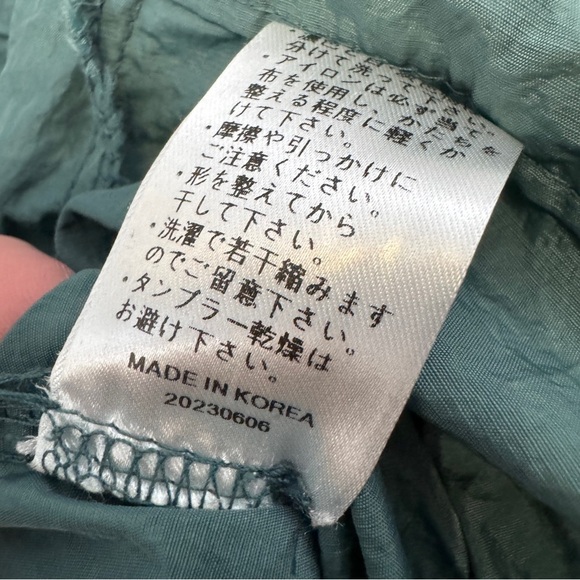 分けて洗って下さい。
・アイロンは必ず当て
布を使用し、かたちを
整える程度に軽くか
けて下さい。
・摩擦や引っかけに
ご注意ください。
・形を整えてから
干して下さい。
・洗濯で若干縮みます
のでご留意下さい。
・タンブラー乾燥は
お避け下さい。
MADE IN KOREA
20230606